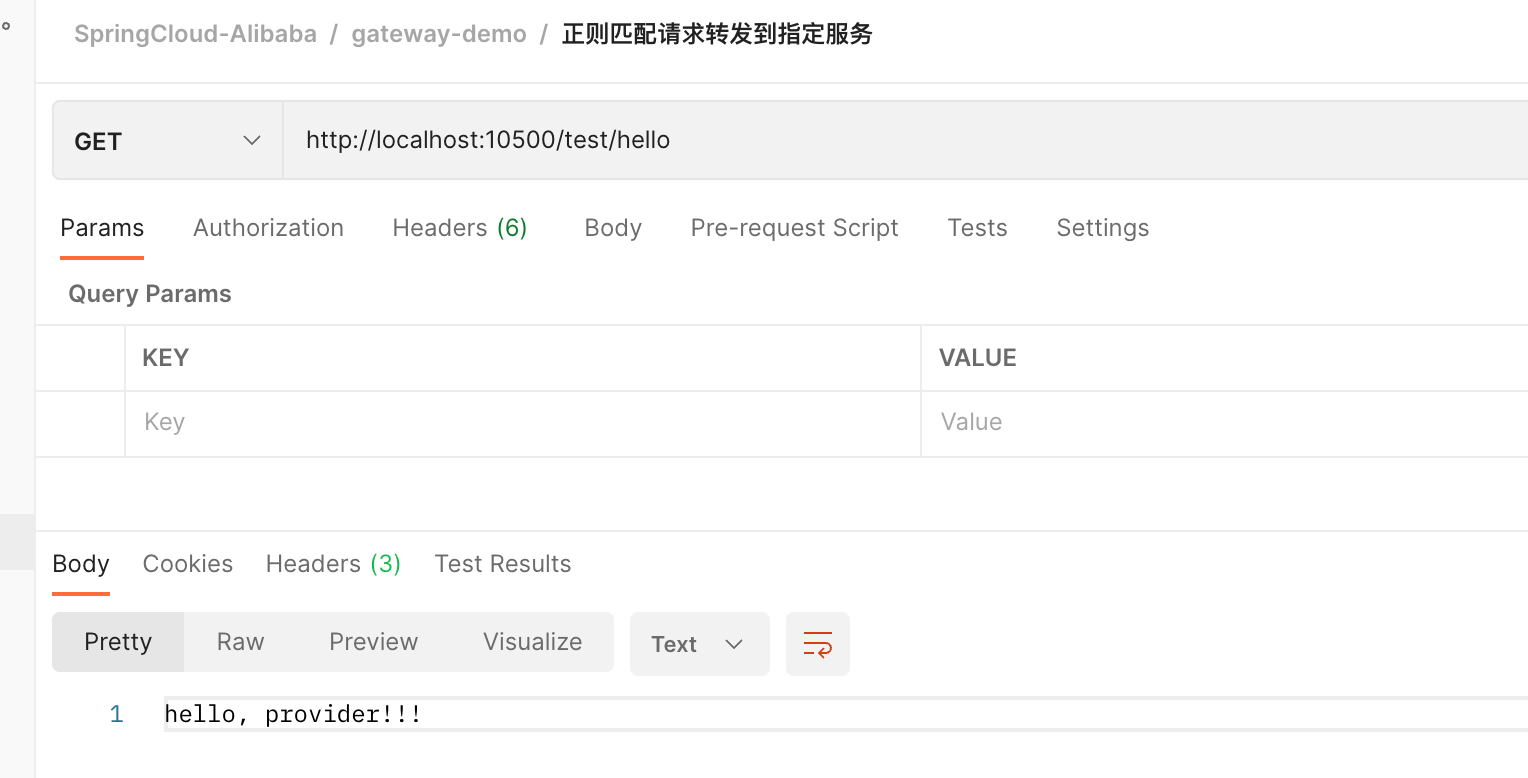 SpringCloud-Alibaba / gateway-demo / 正则匹配请求转发到指定服务
GET http://localhost:10500/test/hello
Params Authorization Headers (6) Body Pre-request Script Tests Settings
Query Params
KEY VALUE
Key Value
Body Cookies Headers (3) Test Results
Pretty Raw Preview Visualize Text
1 hello, provider!!!